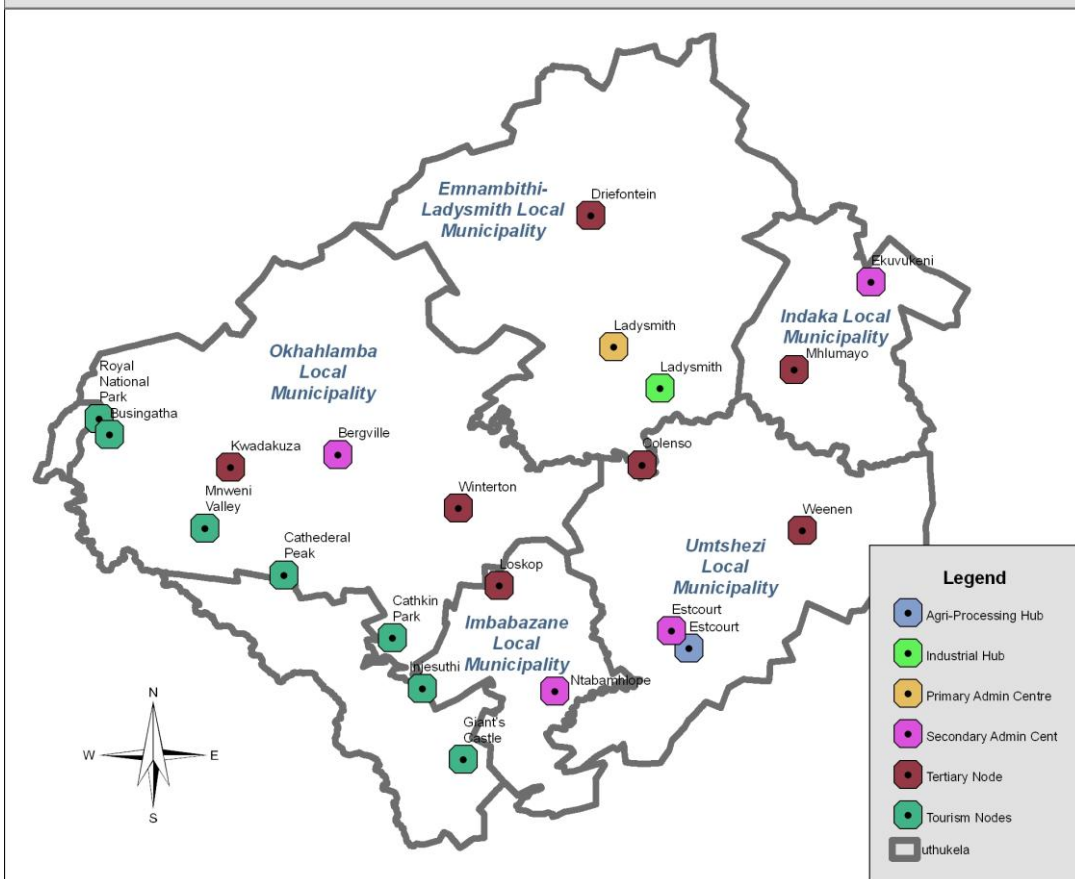 Emnambithi-
Ladysmith Local
Municipality
Driefontein
Ekuvukeni
Indaka Local
Municipality
Mhlumayo
Ladysmith
Ladysmith
Okhahlamba
Local
Municipality
Royal
National
Park
Busingatha
Kwadakuza
Bergville
Mnweni
Valley
Winterton
Colenso
Weenen
Cathederal
Peak
Loskop
Umtshezi
Local
Municipality
Cathkin
Park
Imbabazane
Local
Municipality
Estcourt
Estcourt
Injesuthi
Ntabamhlope
Giant's
Castle
N
W
E
S
Legend
Agri-Processing Hub
Industrial Hub
Primary Admin Centre
Secondary Admin Cent
Tertiary Node
Tourism Nodes
uthukela